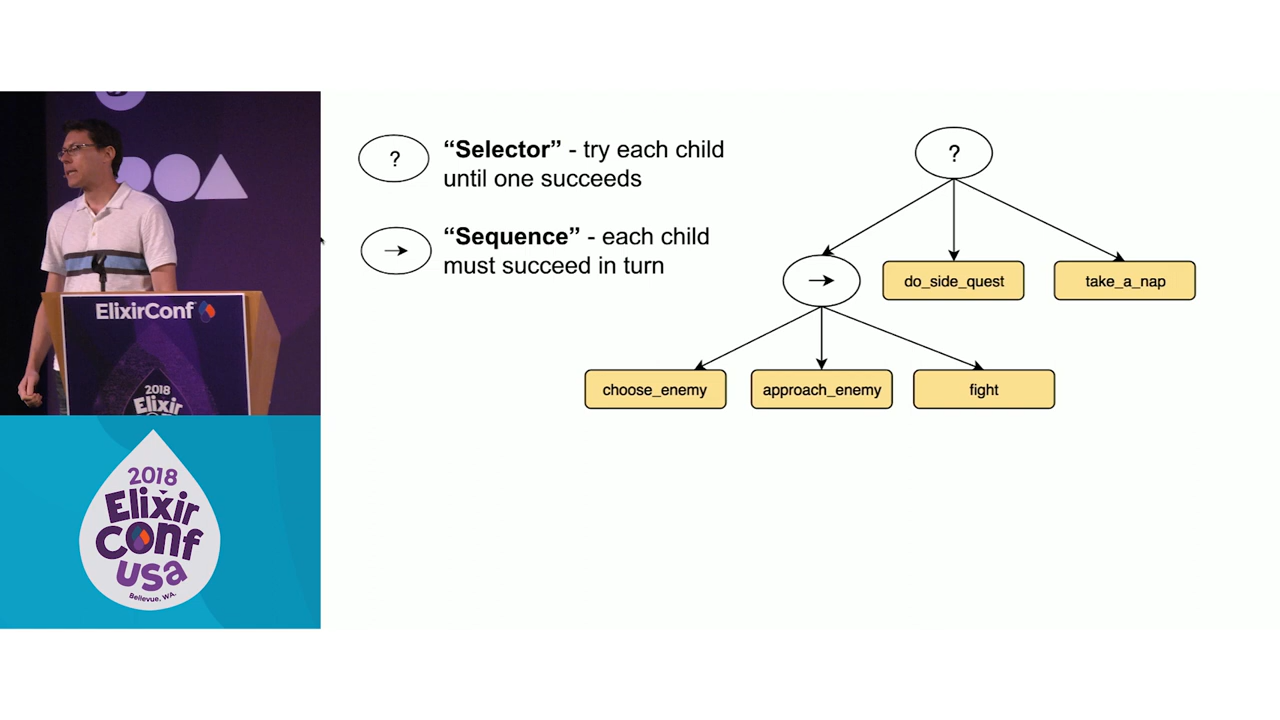 ?
“Selector” - try each child
until one succeeds
→
“Sequence” - each child
must succeed in turn
?
→
do_side_quest
take_a_nap
choose_enemy
approach_enemy
fight
ElixirConf
2018
Elixir
2018
Elixir
Conf
USA
Bellevue, WA.